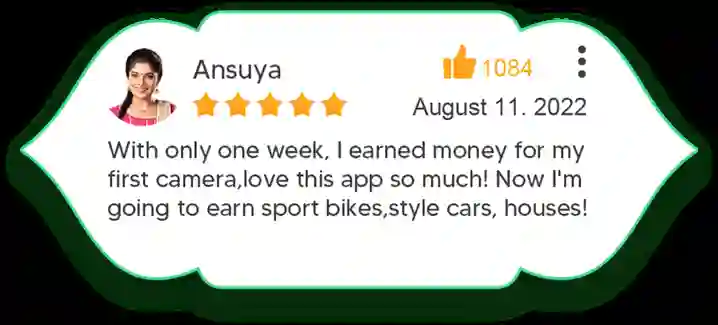 Ansuya
1084
August 11. 2022
With only one week, I earned money for my
first camera,love this app so much! Now I'm
going to earn sport bikes,style cars, houses!